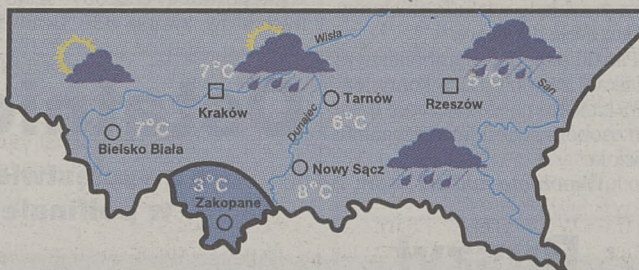 Wisła
7°C
Kraków
Dunajec
Tarnów
6°C
Rzeszów
San
7°C
Bielsko Biała
Nowy Sącz
8°C
3°C
Zakopane